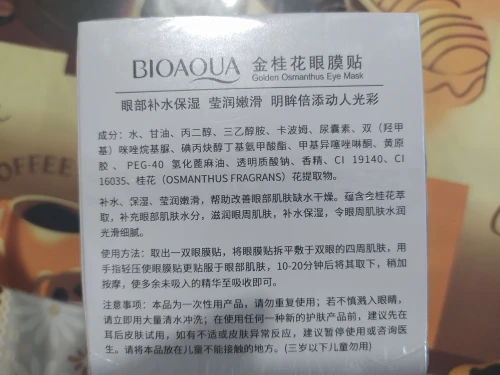 BIOAQUA 金桂花眼膜贴
Golden Osmanthus Eye Mask
眼部补水保湿 莹润嫩滑 明眸倍添动人光彩
成分：水、甘油、丙二醇、三乙醇胺、卡波姆、尿囊素、双（羟甲
基）咪唑烷基脲、碘丙炔醇丁基氨甲酸酯、甲基异噻唑啉酮、黄原
胶、PEG-40 氢化蓖麻油、透明质酸钠、香精、CI 19140、CI
16035、桂花（OSMANTHUS FRAGRANS）花提取物。
补水、保湿、莹润嫩滑，帮助改善眼部肌肤缺水干燥。蕴含金桂花萃
取，补充眼部肌肤水分，滋润眼周肌肤，补水保湿，令眼周肌肤水润
光滑细腻。
使用方法：取出一双眼膜贴，将眼膜贴拆平敷于双眼的四周肌肤，用
手指轻压使眼膜贴更贴服于眼部肌肤，10-20分钟后将其取下，稍加
按摩，使多余未吸入的精华至吸收即可。
注意事项：本品为一次性用产品，请勿重复使用；若不慎溅入眼睛，
请立即用大量清水冲洗；在使用任何一种新的护肤产品前，建议先在
耳后皮肤试用，如有不适或皮肤异常反应，建议暂停使用或咨询医
生。请将本品放在儿童不能接触的地方。(三岁以下儿童勿用)
OFFEE